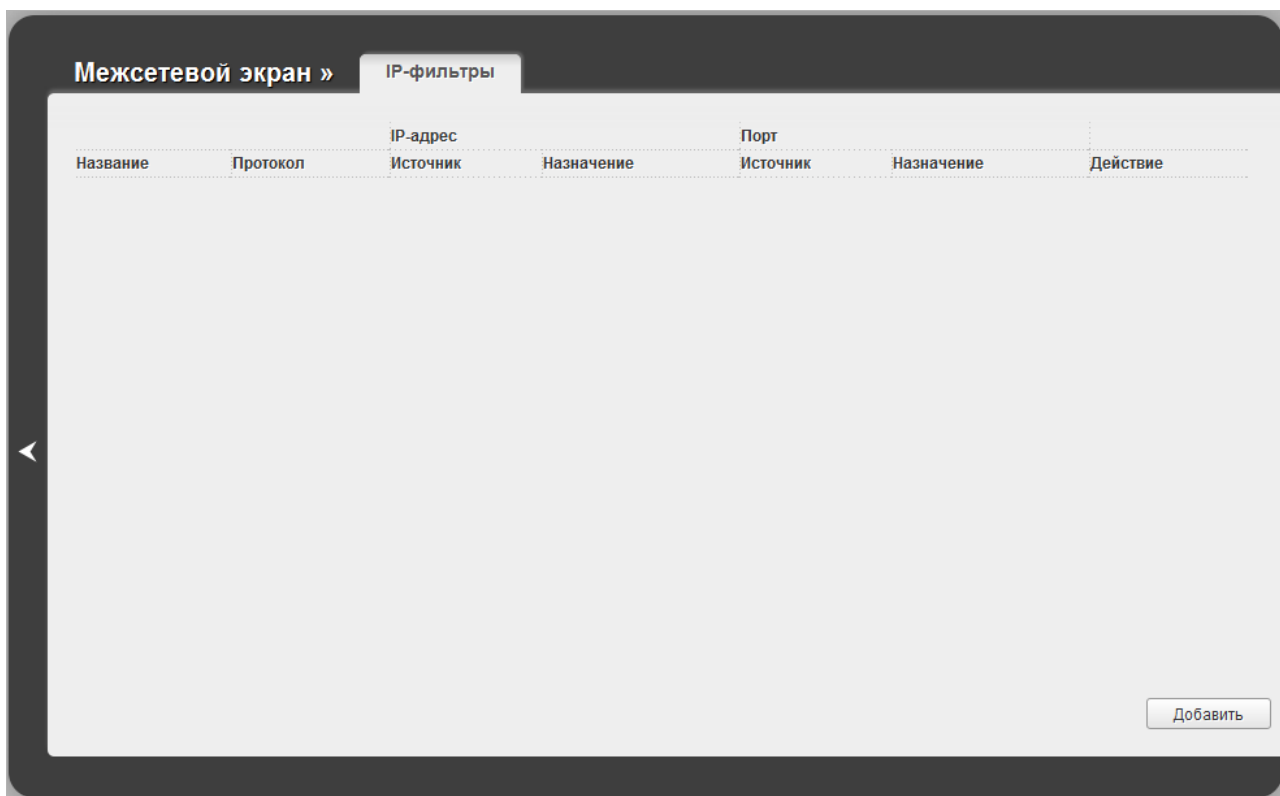 Межсетевой экран » IP-фильтры
IP-адрес Порт
Название Протокол Источник Назначение Источник Назначение Действие
Добавить